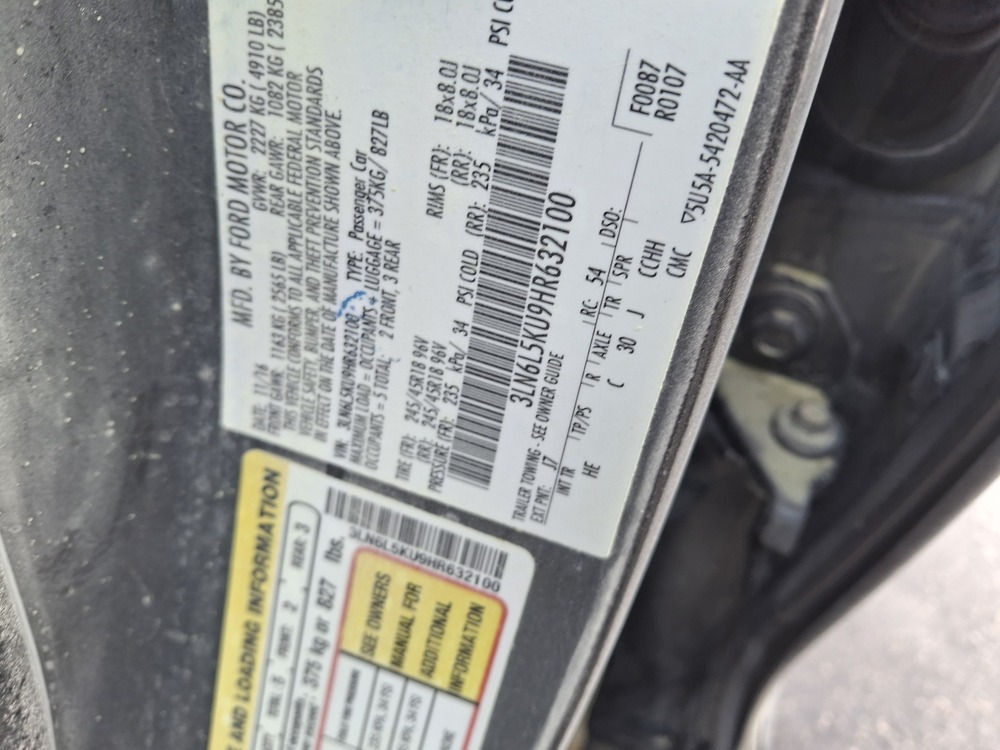 MFD. BY FORD MOTOR CO.
DATE: 11/16 GVWR: 2227 KG ( 4910 LB)
FRONT GAWR: 1163 KG ( 2565 LB) REAR GAWR: 1082 KG ( 2385
THIS VEHICLE CONFORMS TO ALL APPLICABLE FEDERAL MOTOR
VEHICLE SAFETY, BUMPER, AND THEFT PREVENTION STANDARDS
IN EFFECT ON THE DATE OF MANUFACTURE SHOWN ABOVE.
VIN: 3LN6L5KU9HR632100 TYPE: Passenger Car
MAXIMUM LOAD = OCCUPANTS + LUGGAGE = 375KG/ 827LB
OCCUPANTS = 5 TOTAL: 2 FRONT, 3 REAR
TIRE (FR): 245/45R18 96V RIMS (FR): 18x8.0J
(RR): 245/45R18 96V (RR): 18x8.0J
PRESSURE (FR): 235 kPa/ 34 PSI COLD (RR): 235 kPa/ 34 PSI
3LN6L5KU9HR632100
TRAILER TOWING - SEE OWNER GUIDE
EXT PNT: J7 RC: 54 DSO: F0087
R0107
INT TR TP/PS R AXLE TR SPR
HE C 30 J CCHH
CMC
▽5U5A-5420472-AA
AND LOADING INFORMATION
TOTAL: 5 FRONT: 2 REAR: 3
375 kg or 827 lbs.
3LN6L5KU9HR632100
SEE OWNERS
MANUAL FOR
ADDITIONAL
INFORMATION